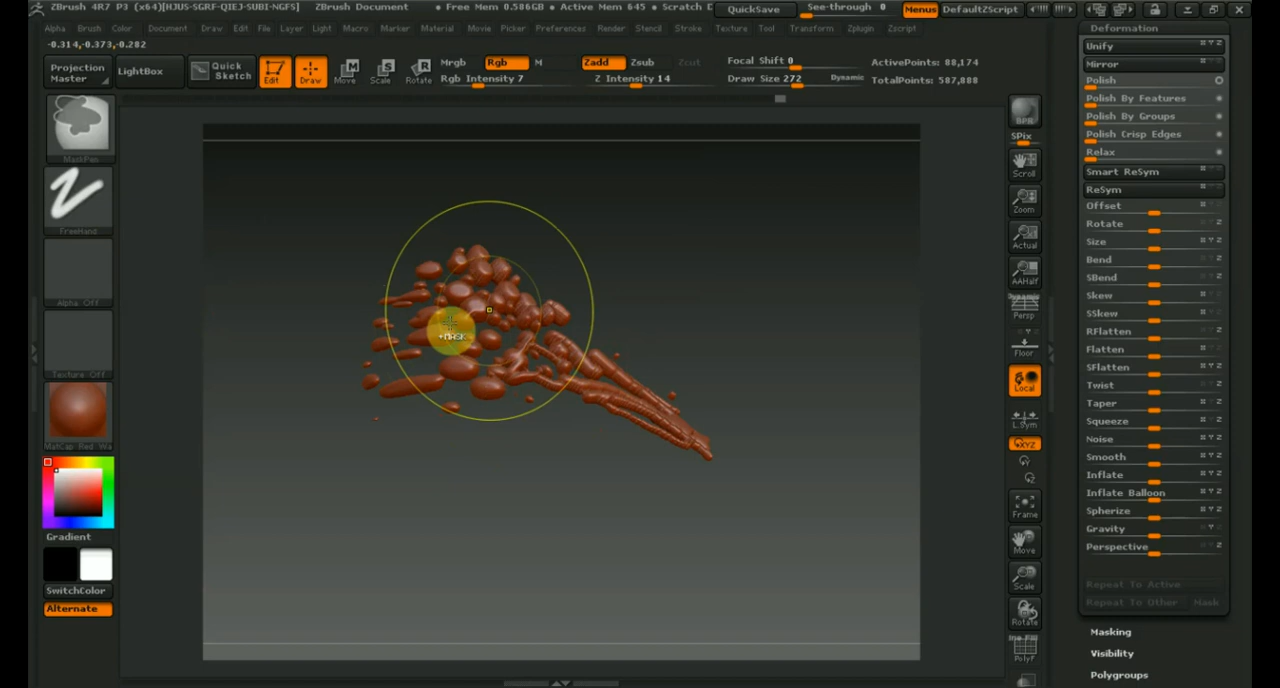 ZBrush 4R7 P3 (x64)[HJUS-SGRF-QIEJ-SUBI-NGFS] ZBrush Document • Free Mem 0.586GB • Active Mem 645 • Scratch D QuickSave See-through 0 Menus DefaultZScript
Alpha Brush Color Document Draw Edit File Layer Light Macro Marker Material Movie Picker Preferences Render Stencil Stroke Texture Tool Transform Zplugin Zscript
-0.314,-0.373,-0.282
Projection Master
LightBox
Quick Sketch
Edit
Draw
Move
Scale
Rotate
Mrgb Rgb M
Rgb Intensity 7
Zadd Zsub Zcut
Z Intensity 14
Focal Shift 0
Draw Size 272 Dynamic
ActivePoints: 88,174
TotalPoints: 587,888
MaskPen
FreeHand
Alpha Off
Texture Off
MatCap Red Wa
Gradient
SwitchColor
Alternate
+MASK
BPR
SPix
Scroll
Zoom
Actual
AAHalf
Dynamic
Persp
Floor
Local
L.Sym
XYZ
Frame
Move
Scale
Rotate
PolyF
Deformation
Unify
Mirror
Polish
Polish By Features
Polish By Groups
Polish Crisp Edges
Relax
Smart ReSym
ReSym
Offset
Rotate
Size
Bend
SBend
Skew
SSkew
RFlatten
Flatten
SFlatten
Twist
Taper
Squeeze
Noise
Smooth
Inflate
Inflate Balloon
Spherize
Gravity
Perspective
Repeat To Active
Repeat To Other Mask
Masking
Visibility
Polygroups